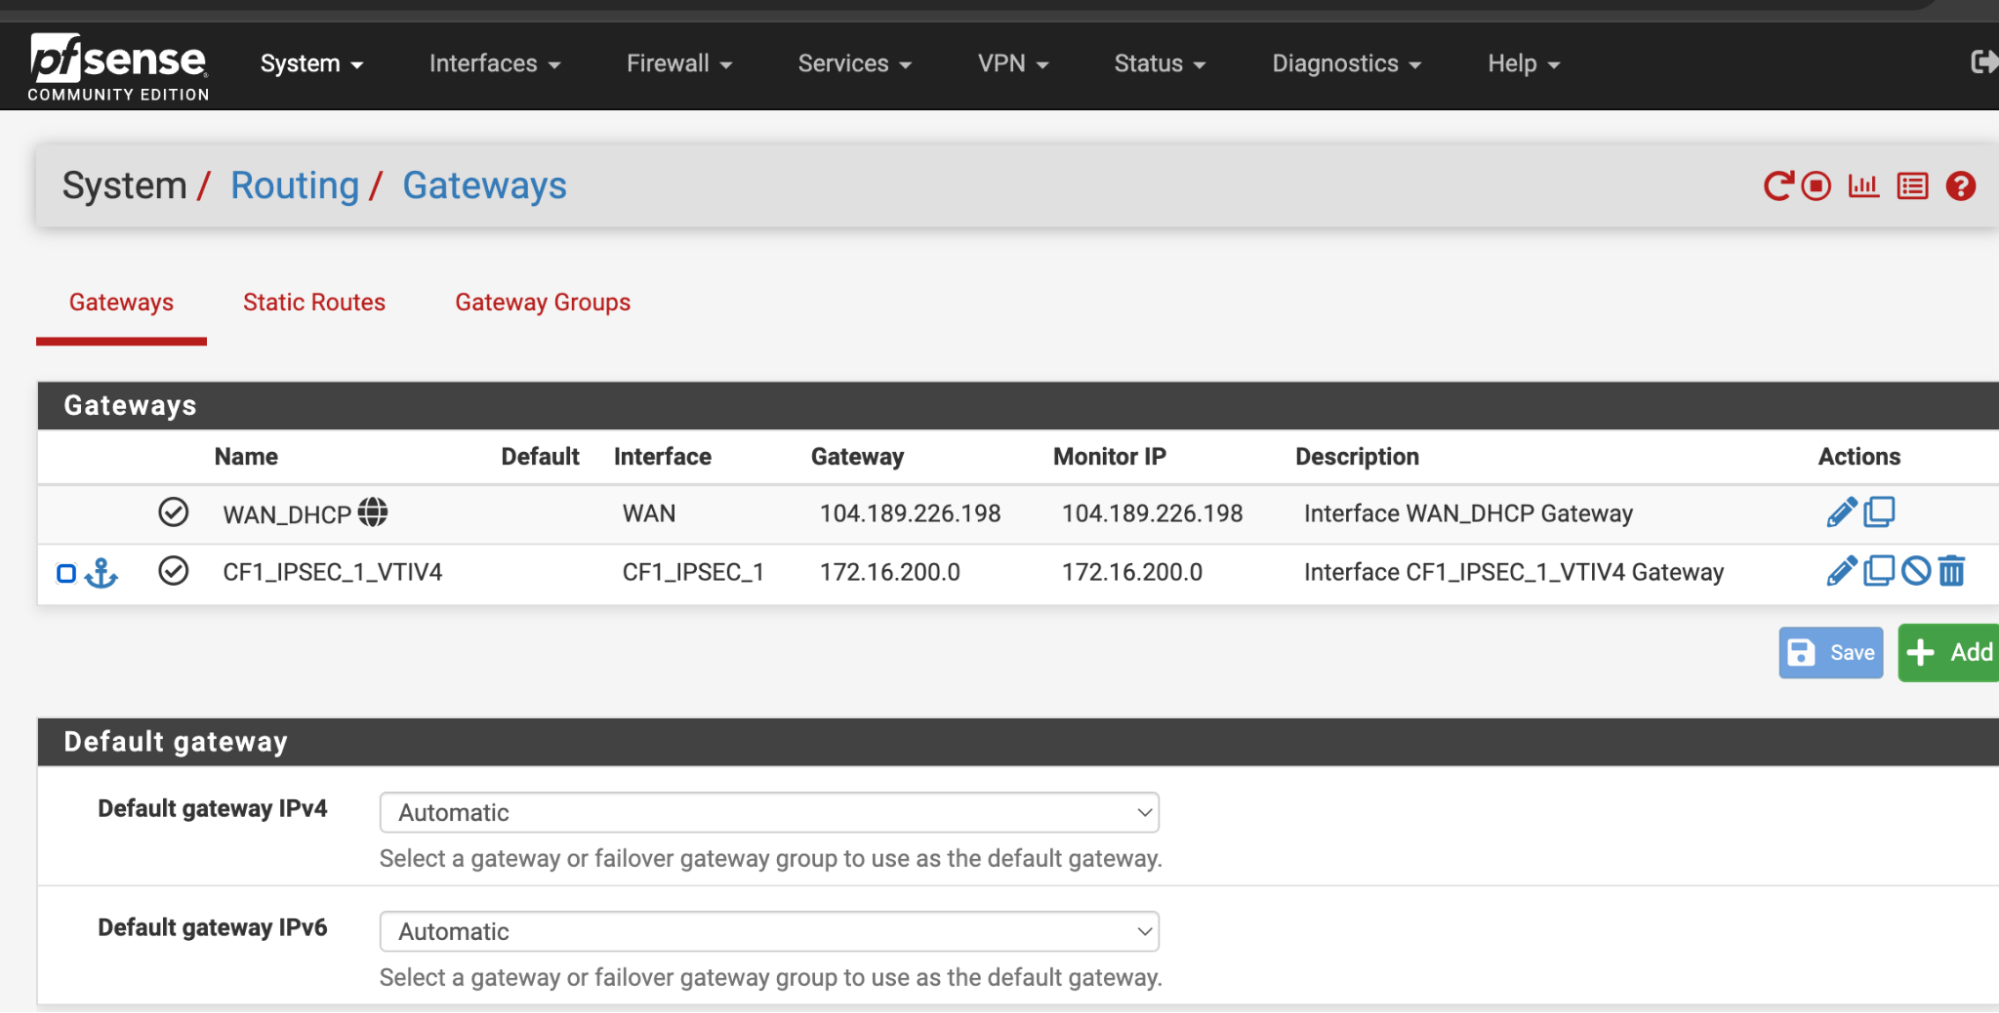 pfsense
COMMUNITY EDITION
System Interfaces Firewall Services VPN Status Diagnostics Help
System / Routing / Gateways
Gateways Static Routes Gateway Groups
Gateways
Name Default Interface Gateway Monitor IP Description Actions
WAN_DHCP WAN 104.189.226.198 104.189.226.198 Interface WAN_DHCP Gateway
CF1_IPSEC_1_VTIV4 CF1_IPSEC_1 172.16.200.0 172.16.200.0 Interface CF1_IPSEC_1_VTIV4 Gateway
Save Add
Default gateway
Default gateway IPv4 Automatic
Select a gateway or failover gateway group to use as the default gateway.
Default gateway IPv6 Automatic
Select a gateway or failover gateway group to use as the default gateway.